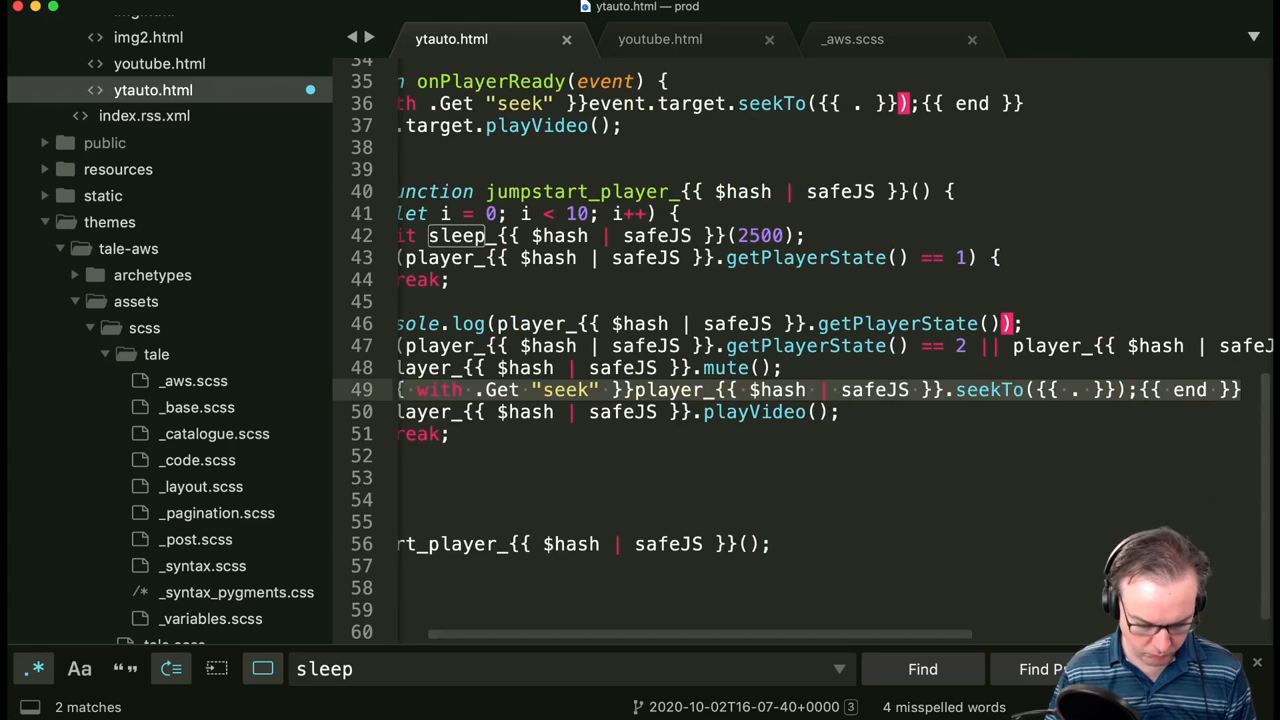 ytauto.html — prod
img2.html
youtube.html
ytauto.html
index.rss.xml
public
resources
static
themes
tale-aws
archetypes
assets
scss
tale
_aws.scss
_base.scss
_catalogue.scss
_code.scss
_layout.scss
_pagination.scss
_post.scss
_syntax.scss
/* _syntax_pygments.css
_variables.scss
ytauto.html
youtube.html
_aws.scss
34
35 n onPlayerReady(event) {
36 th .Get "seek" }}event.target.seekTo({{ . }});{{ end }}
37 .target.playVideo();
38
39
40 unction jumpstart_player_{{ $hash | safeJS }}() {
41 let i = 0; i < 10; i++) {
42 it sleep_{{ $hash | safeJS }}(2500);
43 (player_{{ $hash | safeJS }}.getPlayerState() == 1) {
44 reak;
45
46 sole.log(player_{{ $hash | safeJS }}.getPlayerState());
47 (player_{{ $hash | safeJS }}.getPlayerState() == 2 || player_{{ $hash | safeJ
48 layer_{{ $hash | safeJS }}.mute();
49 { with .Get "seek" }}player_{{ $hash | safeJS }}.seekTo({{ . }});{{ end }}
50 layer_{{ $hash | safeJS }}.playVideo();
51 reak;
52
53
54
55
56 rt_player_{{ $hash | safeJS }}();
57
58
59
60
.* Aa “” sleep Find Find P
2 matches
2020-10-02T16-07-40+0000 3
4 misspelled words